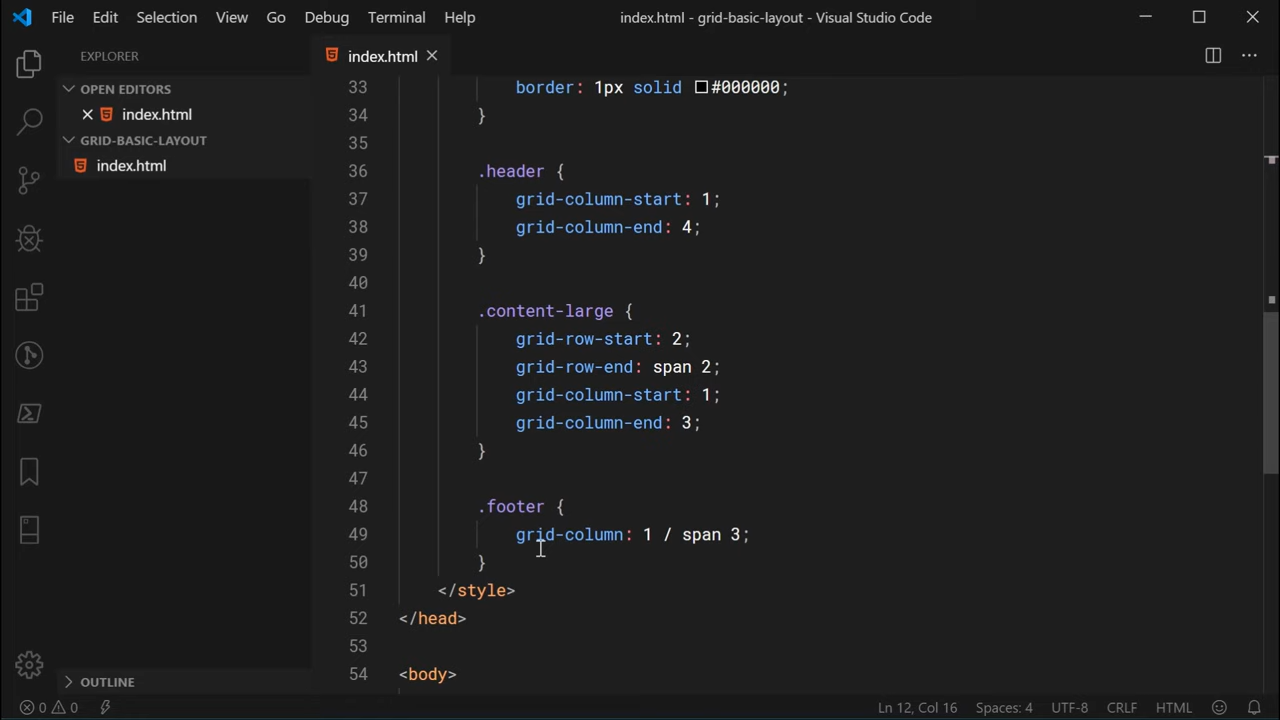 File Edit Selection View Go Debug Terminal Help index.html - grid-basic-layout - Visual Studio Code
EXPLORER
OPEN EDITORS
index.html
GRID-BASIC-LAYOUT
index.html
OUTLINE
index.html
33 border: 1px solid #000000;
34 }
35
36 .header {
37 grid-column-start: 1;
38 grid-column-end: 4;
39 }
40
41 .content-large {
42 grid-row-start: 2;
43 grid-row-end: span 2;
44 grid-column-start: 1;
45 grid-column-end: 3;
46 }
47
48 .footer {
49 grid-column: 1 / span 3;
50 }
51 </style>
52 </head>
53
54 <body>
0 0 Ln 12, Col 16 Spaces: 4 UTF-8 CRLF HTML